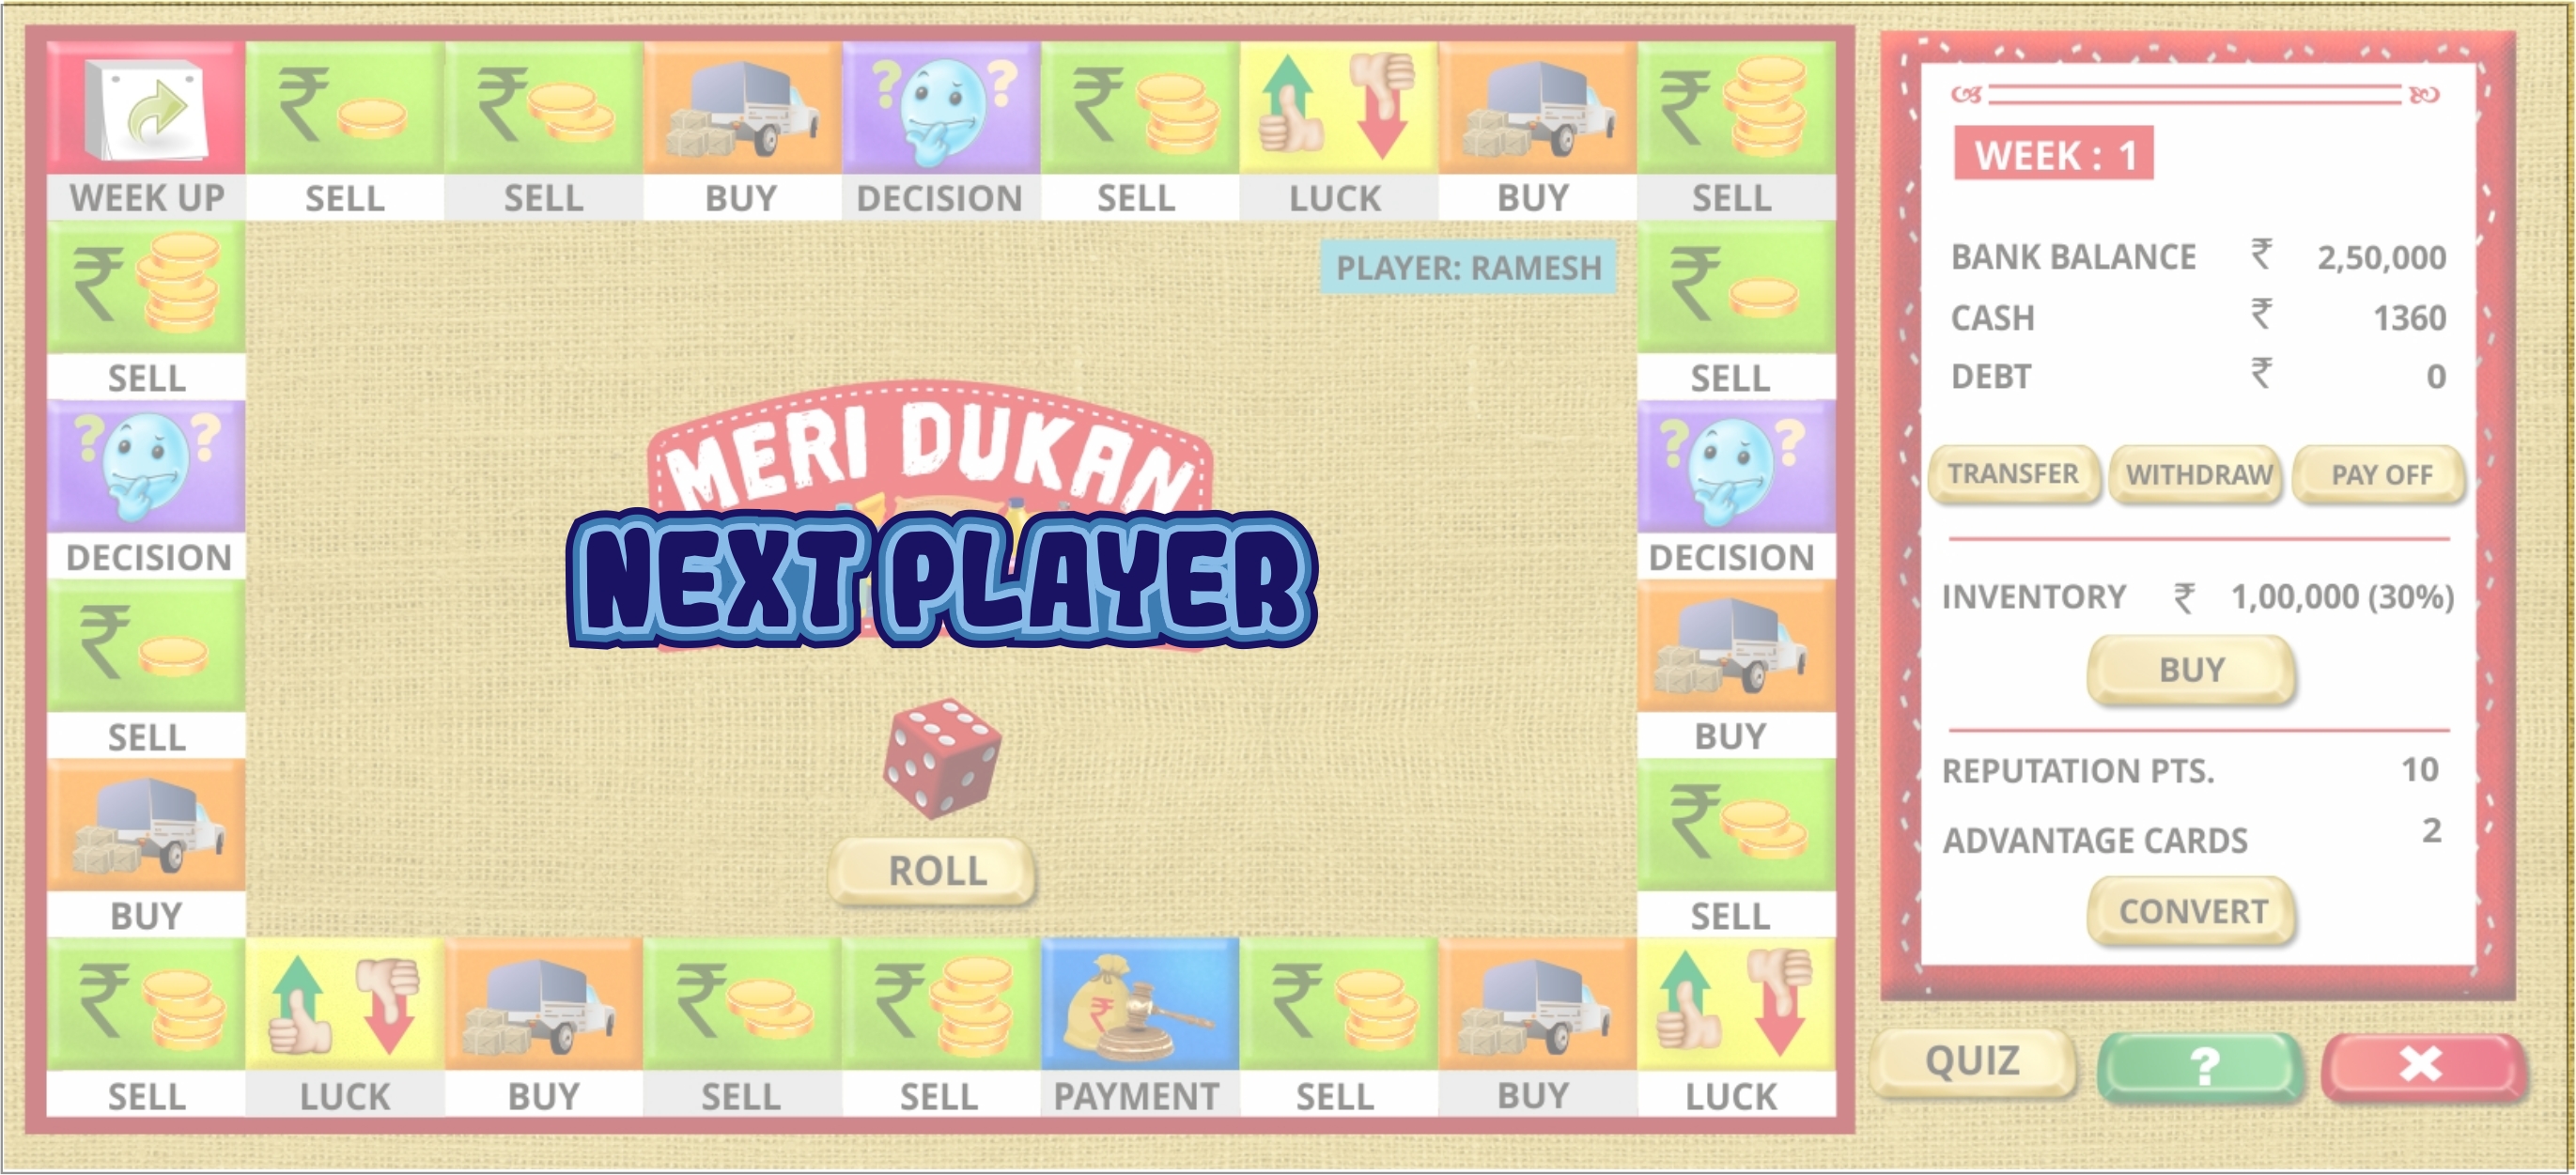 WEEK UP
SELL
SELL
BUY
? ?
DECISION
SELL
LUCK
BUY
SELL
₹
₹
₹
₹
₹
SELL
? ?
DECISION
₹
SELL
BUY
PLAYER: RAMESH
MERI DUKAN
NEXT PLAYER
ROLL
₹
SELL
? ?
DECISION
BUY
₹
SELL
₹
SELL
LUCK
BUY
₹
SELL
₹
SELL
₹
PAYMENT
₹
SELL
BUY
LUCK
WEEK : 1
BANK BALANCE ₹ 2,50,000
CASH ₹ 1360
DEBT ₹ 0
TRANSFER WITHDRAW PAY OFF
INVENTORY ₹ 1,00,000 (30%)
BUY
REPUTATION PTS. 10
ADVANTAGE CARDS 2
CONVERT
QUIZ ?